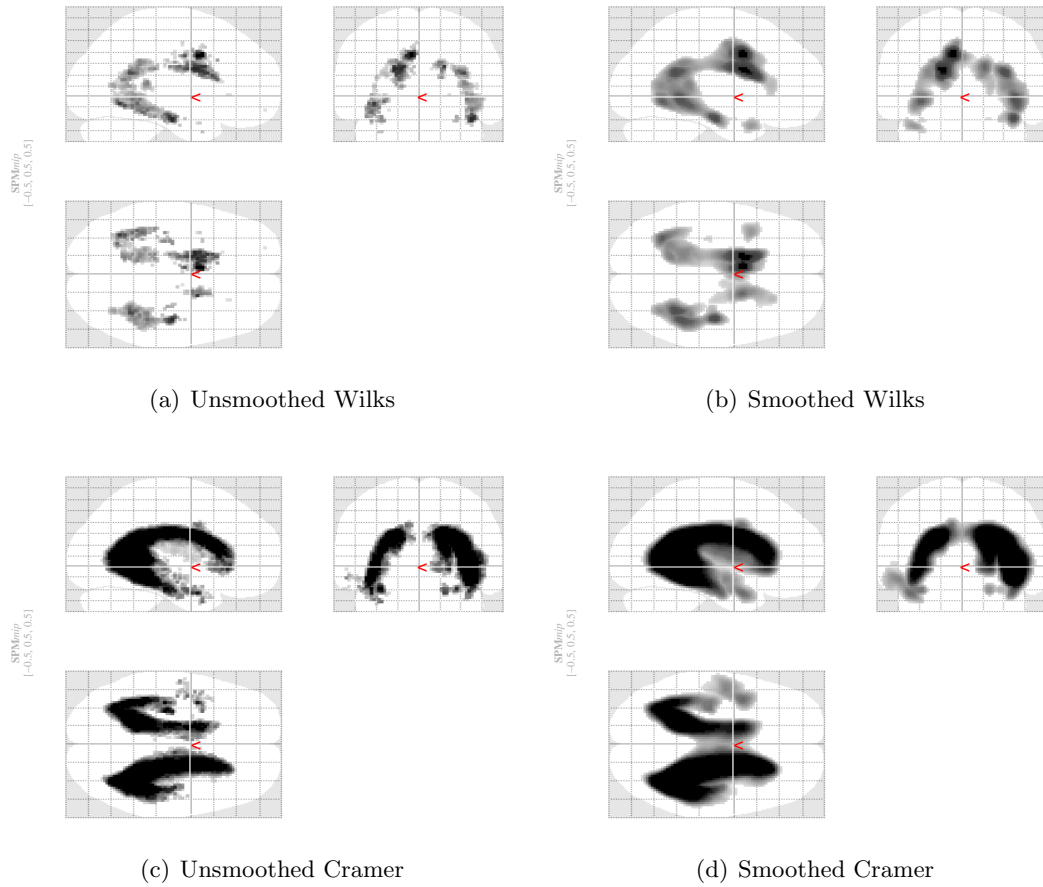 SPMmip
[−0.5, 0.5, 0.5]
<
<
<
SPMmip
[−0.5, 0.5, 0.5]
<
<
<
(a) Unsmoothed Wilks
(b) Smoothed Wilks
SPMmip
[−0.5, 0.5, 0.5]
<
<
<
SPMmip
[−0.5, 0.5, 0.5]
<
<
<
(c) Unsmoothed Cramer
(d) Smoothed Cramer